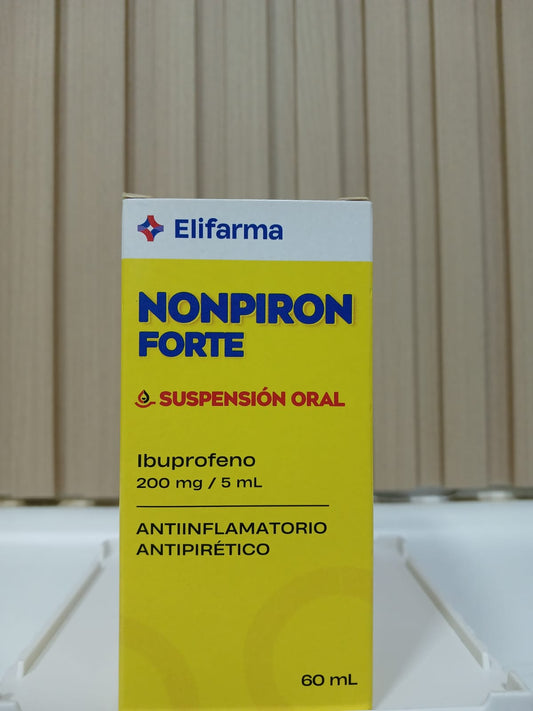 Elifarma
NONPIRON
FORTE
SUSPENSIÓN ORAL
Ibuprofeno
200 mg / 5 mL
ANTIINFLAMATORIO
ANTIPIRÉTICO
60 mL